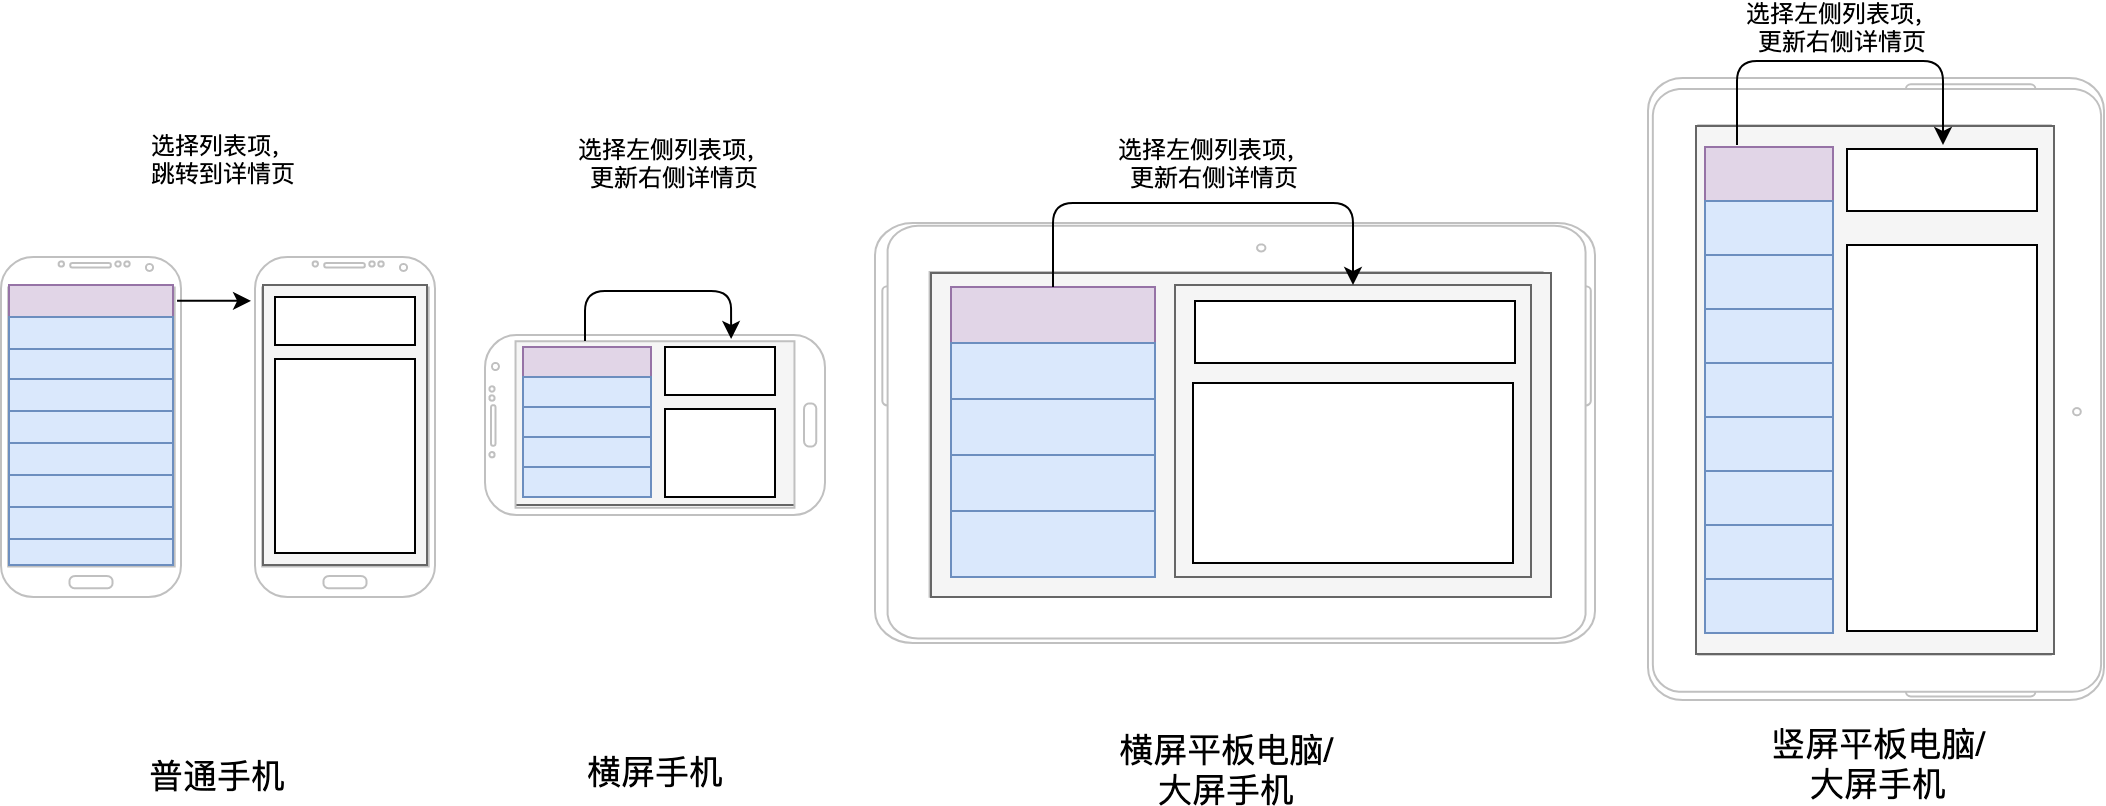 选择列表项，
跳转到详情页
普通手机
选择左侧列表项，
更新右侧详情页
横屏手机
选择左侧列表项，
更新右侧详情页
横屏平板电脑/
大屏手机
选择左侧列表项，
更新右侧详情页
竖屏平板电脑/
大屏手机